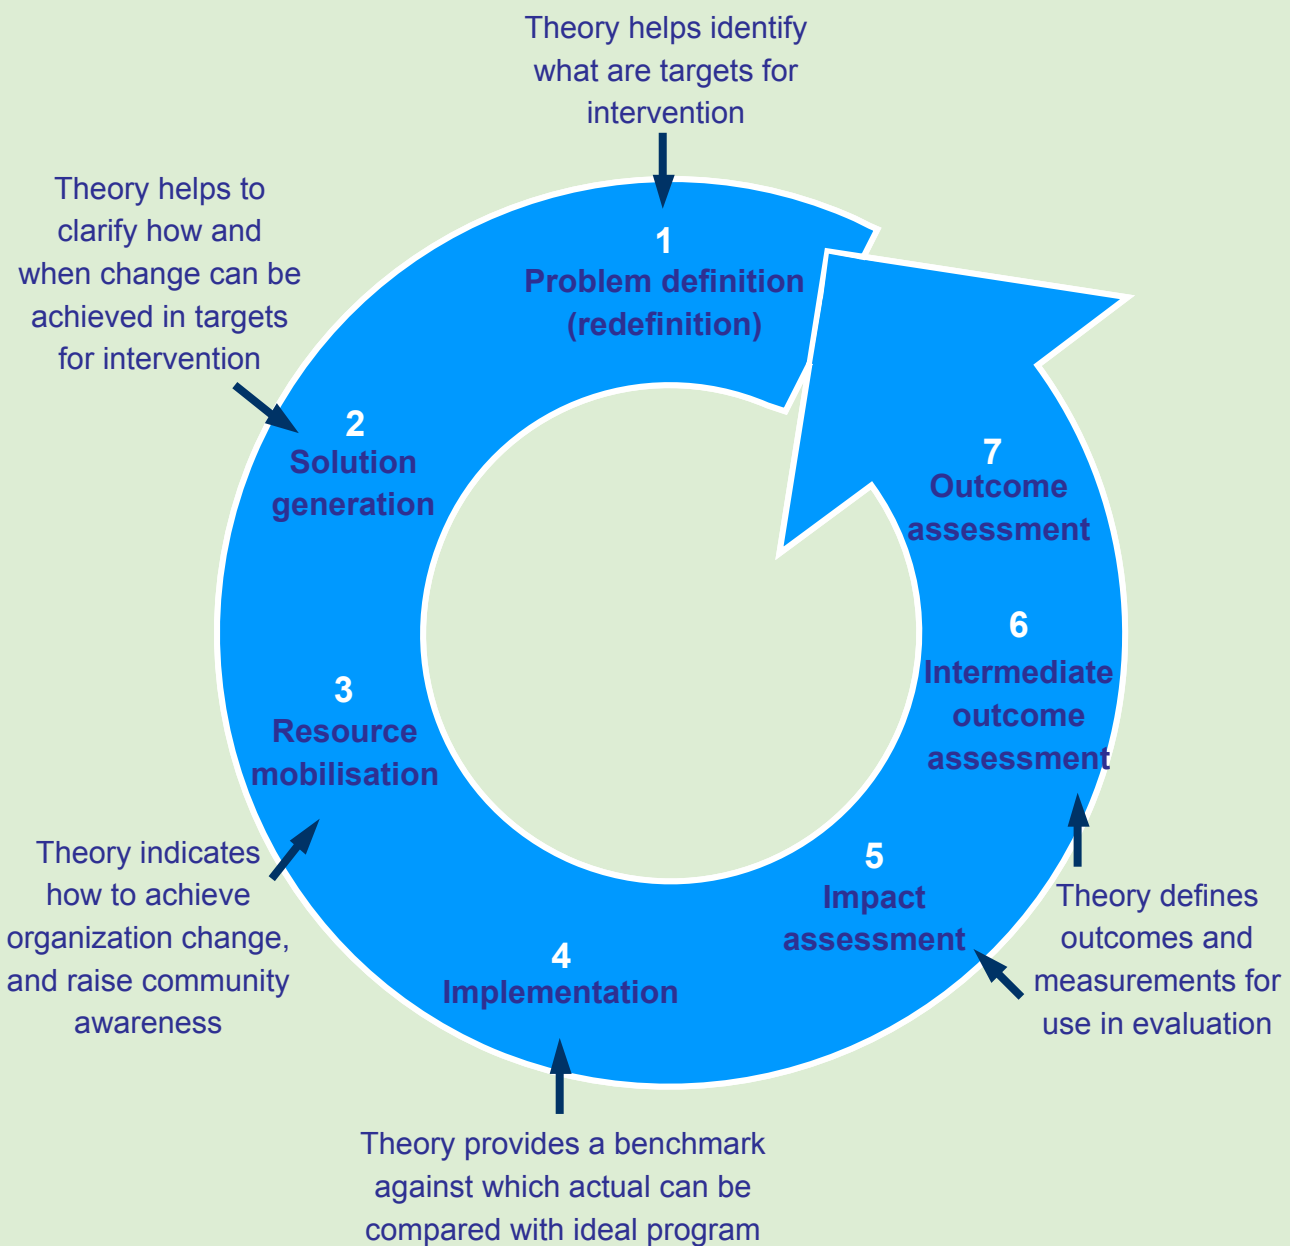 Theory helps identify
what are targets for
intervention
1
Problem definition
(redefinition)
Theory helps to
clarify how and
when change can be
achieved in targets
for intervention
2
Solution
generation
3
Resource
mobilisation
Theory indicates
how to achieve
organization change,
and raise community
awareness
4
Implementation
Theory provides a benchmark
against which actual can be
compared with ideal program
5
Impact
assessment
Theory defines
outcomes and
measurements for
use in evaluation
6
Intermediate
outcome
assessment
7
Outcome
assessment